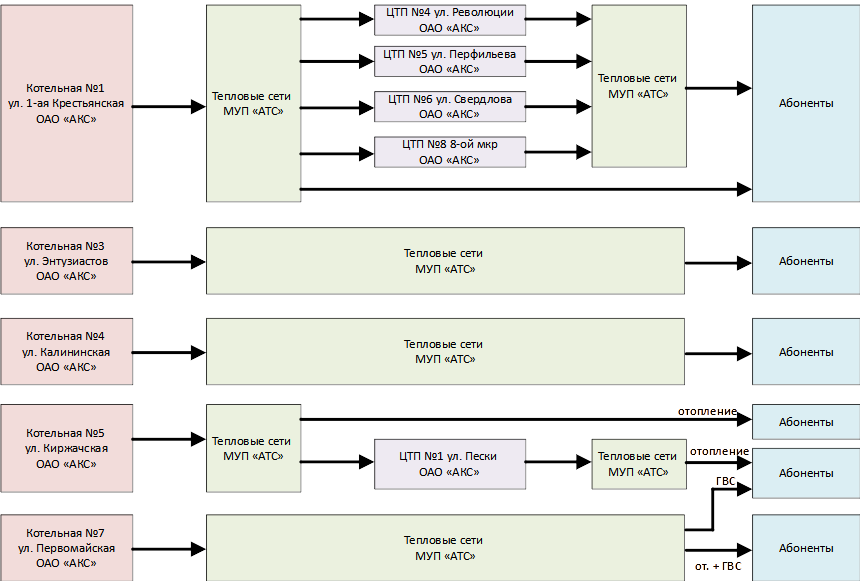 Котельная №1
ул. 1-ая Крестьянская
ОАО «АКС»
Тепловые сети
МУП «АТС»
ЦТП №4 ул. Революции
ОАО «АКС»
ЦТП №5 ул. Перфильева
ОАО «АКС»
ЦТП №6 ул. Свердлова
ОАО «АКС»
ЦТП №8 8-ой мкр
ОАО «АКС»
Тепловые сети
МУП «АТС»
Абоненты
Котельная №3
ул. Энтузиастов
ОАО «АКС»
Тепловые сети
МУП «АТС»
Абоненты
Котельная №4
ул. Калининская
ОАО «АКС»
Тепловые сети
МУП «АТС»
Абоненты
Котельная №5
ул. Киржачская
ОАО «АКС»
Тепловые сети
МУП «АТС»
отопление
Абоненты
ЦТП №1 ул. Пески
ОАО «АКС»
Тепловые сети
МУП «АТС»
отопление
ГВС
Абоненты
Котельная №7
ул. Первомайская
ОАО «АКС»
Тепловые сети
МУП «АТС»
от. + ГВС
Абоненты